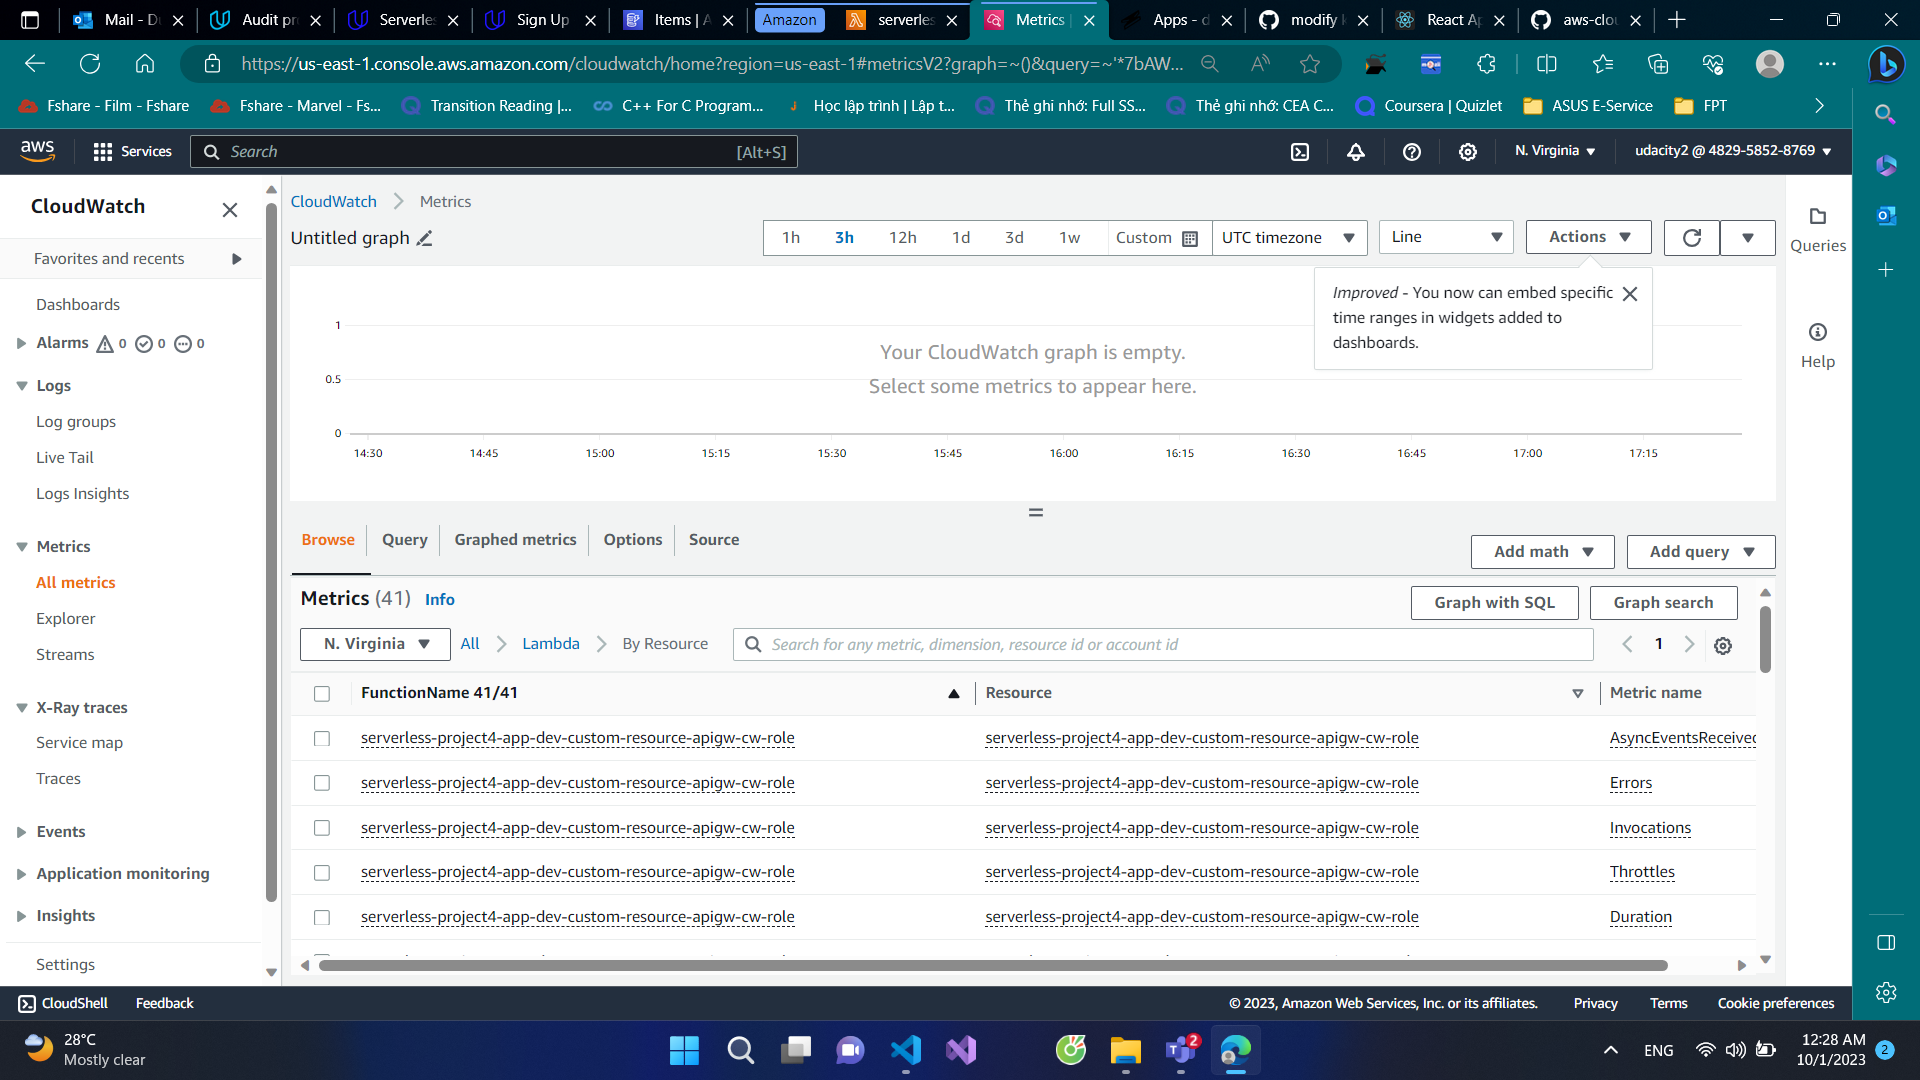 Mail - Du
Audit pr
Serverles
Sign Up
Items | A
Amazon
serverles
Metrics |
Apps - d
modify k
React Ap
aws-clou
https://us-east-1.console.aws.amazon.com/cloudwatch/home?region=us-east-1#metricsV2?graph=~()&query=~'*7bAW...
Fshare - Film - Fshare
Fshare - Marvel - Fs...
Transition Reading |...
C++ For C Program...
Học lập trình | Lập t...
Thẻ ghi nhớ: Full SS...
Thẻ ghi nhớ: CEA C...
Coursera | Quizlet
ASUS E-Service
FPT
aws
Services
Search
[Alt+S]
N. Virginia
udacity2 @ 4829-5852-8769
CloudWatch
Favorites and recents
Dashboards
Alarms 0 0 0
Logs
Log groups
Live Tail
Logs Insights
Metrics
All metrics
Explorer
Streams
X-Ray traces
Service map
Traces
Events
Application monitoring
Insights
Settings
CloudWatch
Metrics
Untitled graph
1h
3h
12h
1d
3d
1w
Custom
UTC timezone
Line
Actions
Improved - You now can embed specific
time ranges in widgets added to
dashboards.
Queries
Help
1
0.5
0
Your CloudWatch graph is empty.
Select some metrics to appear here.
14:30
14:45
15:00
15:15
15:30
15:45
16:00
16:15
16:30
16:45
17:00
17:15
Browse
Query
Graphed metrics
Options
Source
Add math
Add query
Metrics (41) Info
Graph with SQL
Graph search
N. Virginia
All
Lambda
By Resource
Search for any metric, dimension, resource id or account id
1
FunctionName 41/41
Resource
Metric name
serverless-project4-app-dev-custom-resource-apigw-cw-role
serverless-project4-app-dev-custom-resource-apigw-cw-role
AsyncEventsReceived
serverless-project4-app-dev-custom-resource-apigw-cw-role
serverless-project4-app-dev-custom-resource-apigw-cw-role
Errors
serverless-project4-app-dev-custom-resource-apigw-cw-role
serverless-project4-app-dev-custom-resource-apigw-cw-role
Invocations
serverless-project4-app-dev-custom-resource-apigw-cw-role
serverless-project4-app-dev-custom-resource-apigw-cw-role
Throttles
serverless-project4-app-dev-custom-resource-apigw-cw-role
serverless-project4-app-dev-custom-resource-apigw-cw-role
Duration
CloudShell
Feedback
© 2023, Amazon Web Services, Inc. or its affiliates.
Privacy
Terms
Cookie preferences
28°C
Mostly clear
2
ENG
12:28 AM
10/1/2023
2